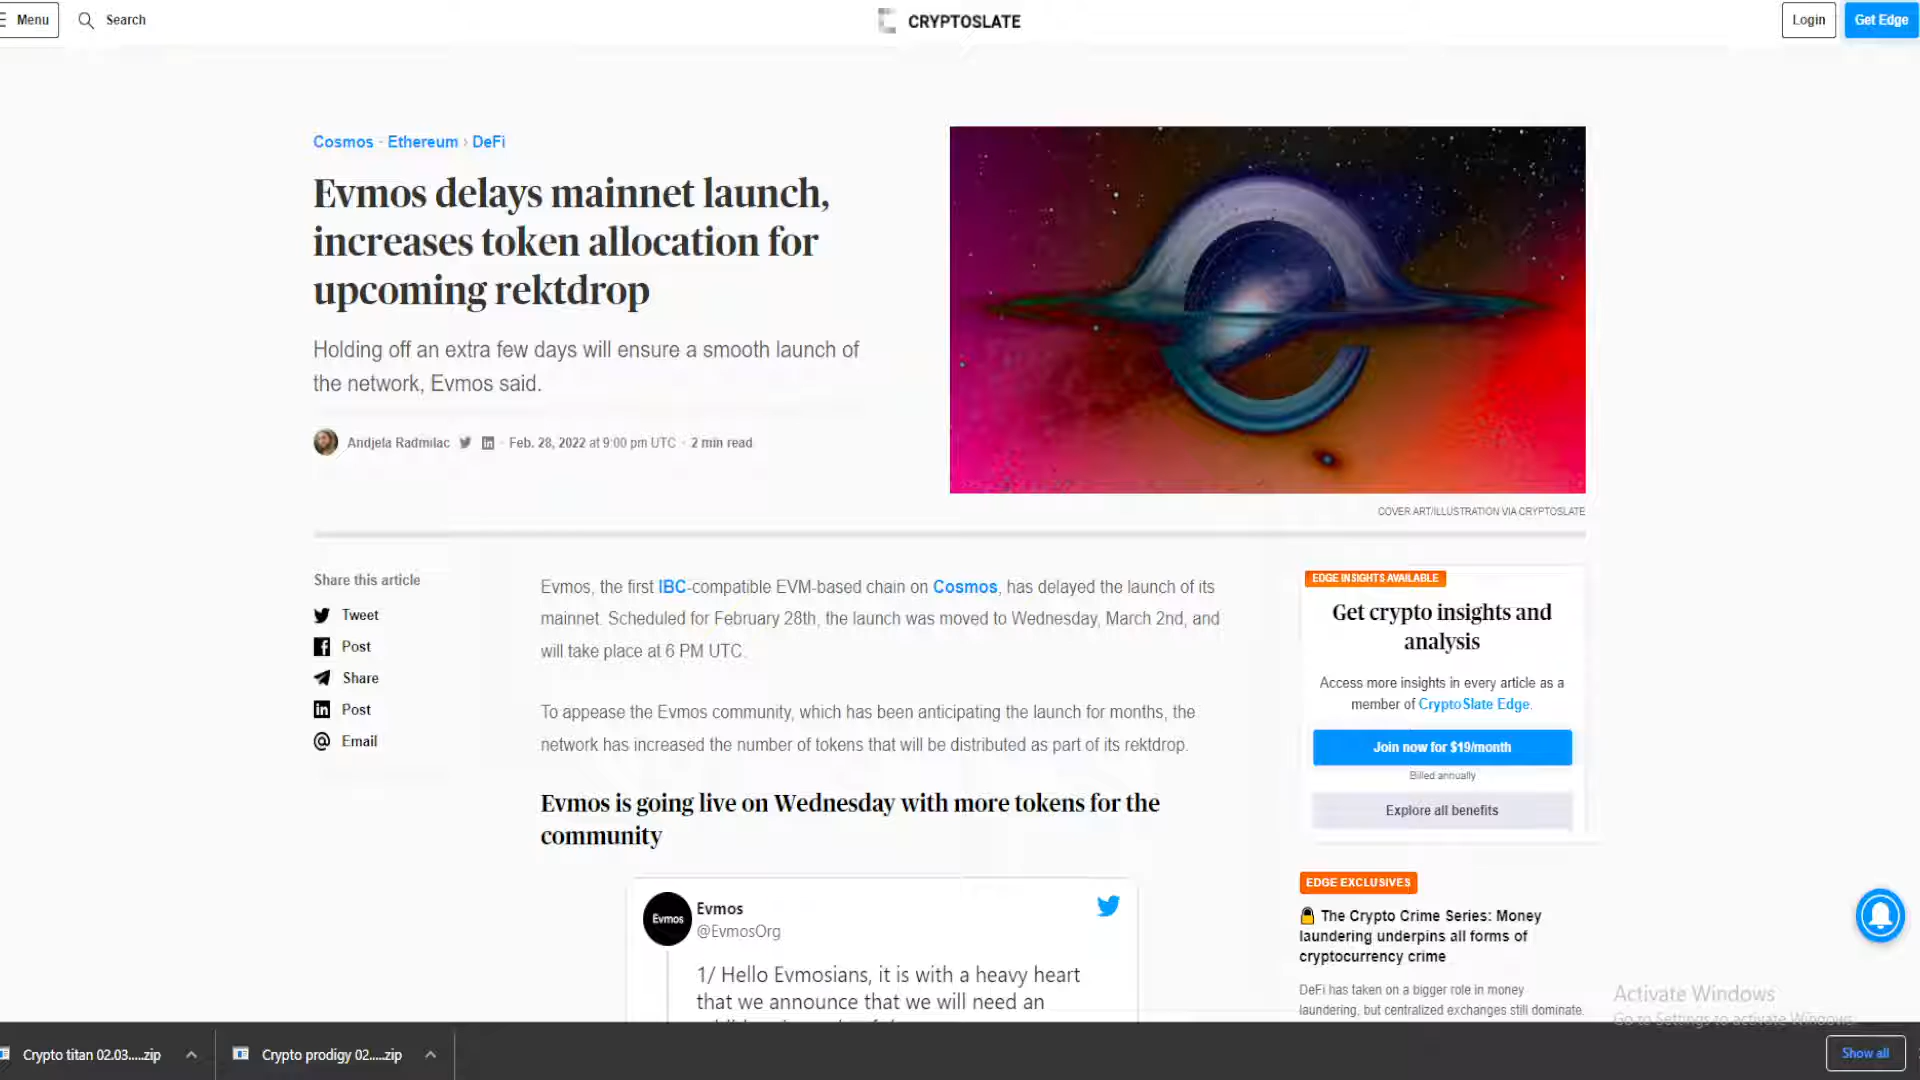 Menu
Search
CRYPTOSLATE
Login
Get Edge
Cosmos · Ethereum › DeFi
Evmos delays mainnet launch,
increases token allocation for
upcoming rektdrop
Holding off an extra few days will ensure a smooth launch of
the network, Evmos said.
Andjela Radmilac · Feb. 28, 2022 at 9:00 pm UTC · 2 min read
COVER ART/ILLUSTRATION VIA CRYPTOSLATE
Share this article
Tweet
Post
Share
Post
Email
Evmos, the first IBC-compatible EVM-based chain on Cosmos, has delayed the launch of its
mainnet. Scheduled for February 28th, the launch was moved to Wednesday, March 2nd, and
will take place at 6 PM UTC.
To appease the Evmos community, which has been anticipating the launch for months, the
network has increased the number of tokens that will be distributed as part of its rektdrop.
Evmos is going live on Wednesday with more tokens for the
community
Evmos
Evmos
@EvmosOrg
1/ Hello Evmosians, it is with a heavy heart
that we announce that we will need an
EDGE INSIGHTS AVAILABLE
Get crypto insights and
analysis
Access more insights in every article as a
member of CryptoSlate Edge.
Join now for $19/month
Billed annually
Explore all benefits
EDGE EXCLUSIVES
The Crypto Crime Series: Money
laundering underpins all forms of
cryptocurrency crime
DeFi has taken on a bigger role in money
laundering, but centralized exchanges still dominate.
Activate Windows
Go to Settings to activate Windows.
Crypto titan 02.03.....zip
Crypto prodigy 02.....zip
Show all